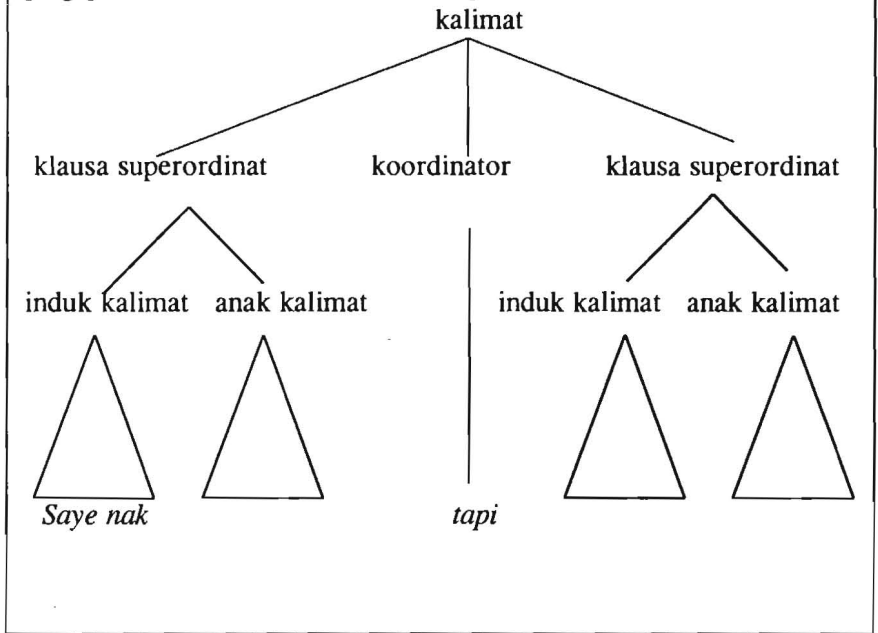 kalimat
klausa superordinat koordinator klausa superordinat
induk kalimat anak kalimat induk kalimat anak kalimat
Saye nak tapi